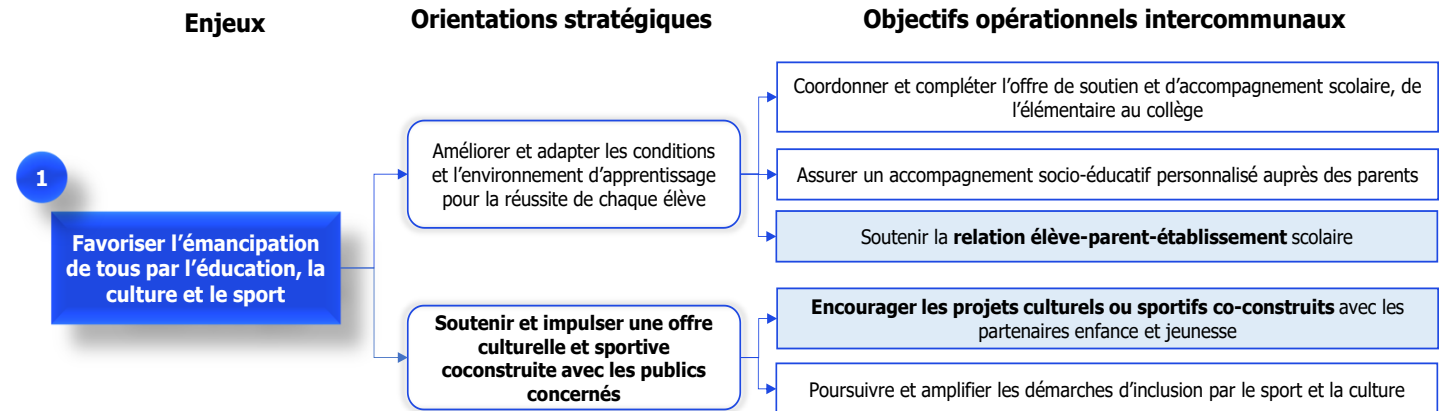 Enjeux
Orientations stratégiques
Objectifs opérationnels intercommunaux
1
Favoriser l’émancipation
de tous par l’éducation, la
culture et le sport
Améliorer et adapter les conditions
et l’environnement d’apprentissage
pour la réussite de chaque élève
Coordonner et compléter l’offre de soutien et d’accompagnement scolaire, de
l’élémentaire au collège
Assurer un accompagnement socio-éducatif personnalisé auprès des parents
Soutenir la relation élève-parent-établissement scolaire
Soutenir et impulser une offre
culturelle et sportive
coconstruite avec les publics
concernés
Encourager les projets culturels ou sportifs co-construits avec les
partenaires enfance et jeunesse
Poursuivre et amplifier les démarches d’inclusion par le sport et la culture